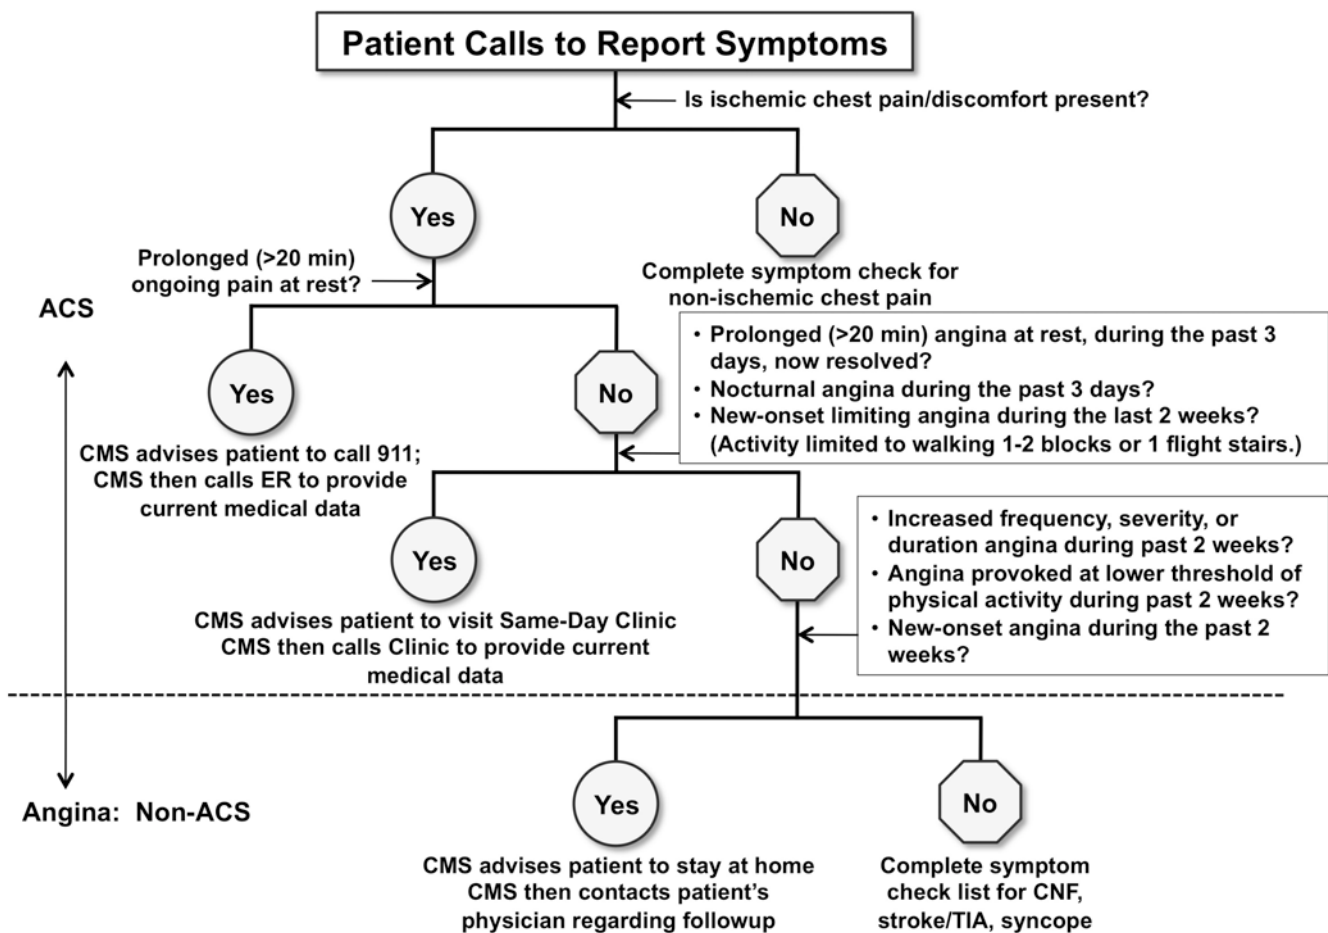 Patient Calls to Report Symptoms
Is ischemic chest pain/discomfort present?
Yes
No
Prolonged (>20 min)
ongoing pain at rest?
Complete symptom check for
non-ischemic chest pain
ACS
Yes
No
• Prolonged (>20 min) angina at rest, during the past 3
days, now resolved?
• Nocturnal angina during the past 3 days?
• New-onset limiting angina during the last 2 weeks?
(Activity limited to walking 1-2 blocks or 1 flight stairs.)
CMS advises patient to call 911;
CMS then calls ER to provide
current medical data
Yes
No
• Increased frequency, severity, or
duration angina during past 2 weeks?
• Angina provoked at lower threshold of
physical activity during past 2 weeks?
• New-onset angina during the past 2
weeks?
CMS advises patient to visit Same-Day Clinic
CMS then calls Clinic to provide current
medical data
Angina: Non-ACS
Yes
No
CMS advises patient to stay at home
CMS then contacts patient's
physician regarding followup
Complete symptom
check list for CNF,
stroke/TIA, syncope